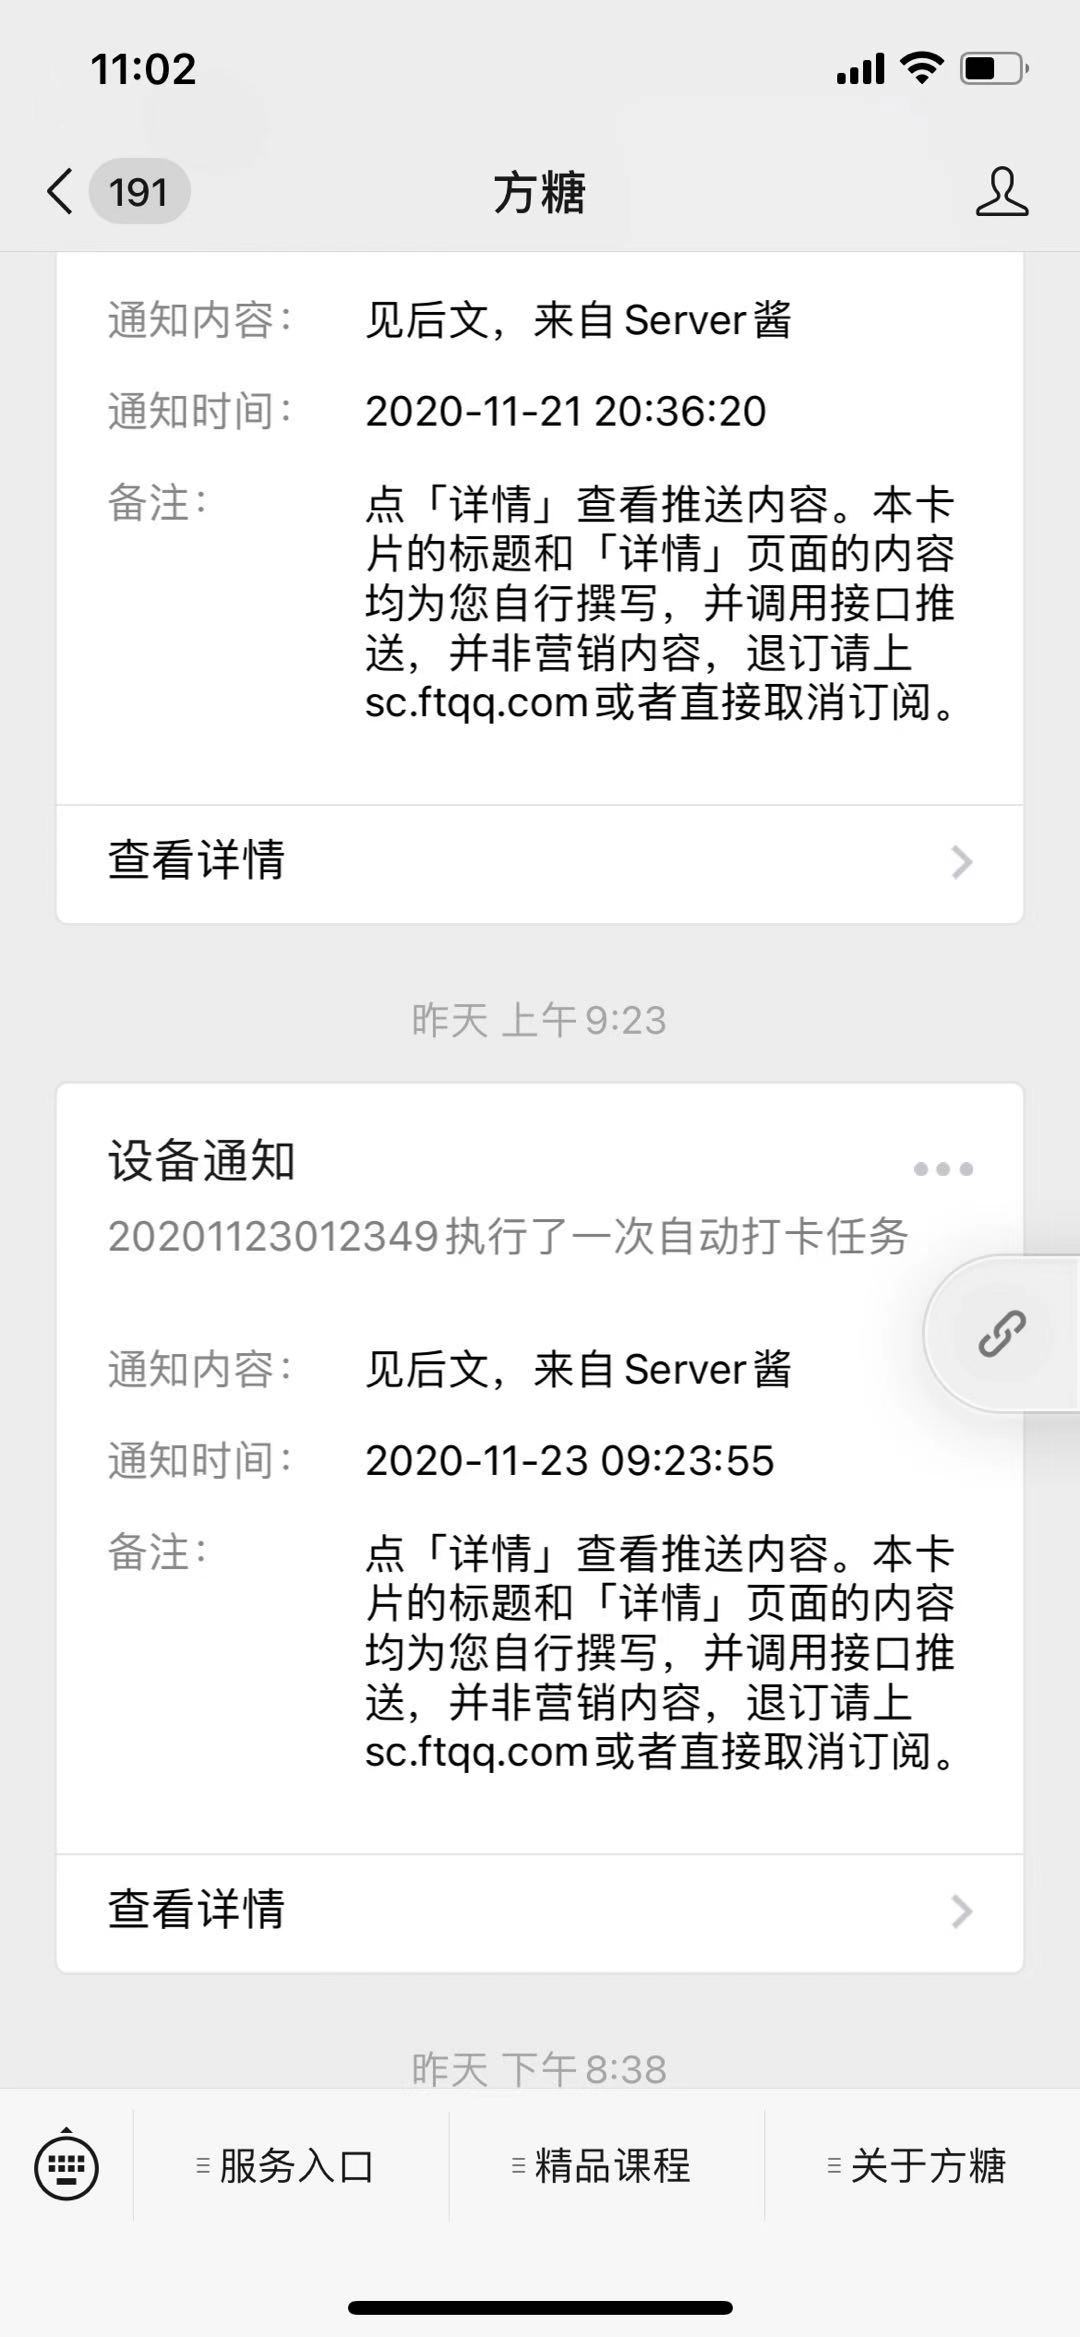 11:02
191
方糖
通知内容：
见后文，来自Server酱
通知时间：
2020-11-21 20:36:20
备注：
点「详情」查看推送内容。本卡
片的标题和「详情」页面的内容
均为您自行撰写，并调用接口推
送，并非营销内容，退订请上
sc.ftqq.com或者直接取消订阅。
查看详情
昨天 上午9:23
设备通知
20201123012349执行了一次自动打卡任务
通知内容：
见后文，来自Server酱
通知时间：
2020-11-23 09:23:55
备注：
点「详情」查看推送内容。本卡
片的标题和「详情」页面的内容
均为您自行撰写，并调用接口推
送，并非营销内容，退订请上
sc.ftqq.com或者直接取消订阅。
查看详情
昨天 下午8:38
服务入口
精品课程
关于方糖